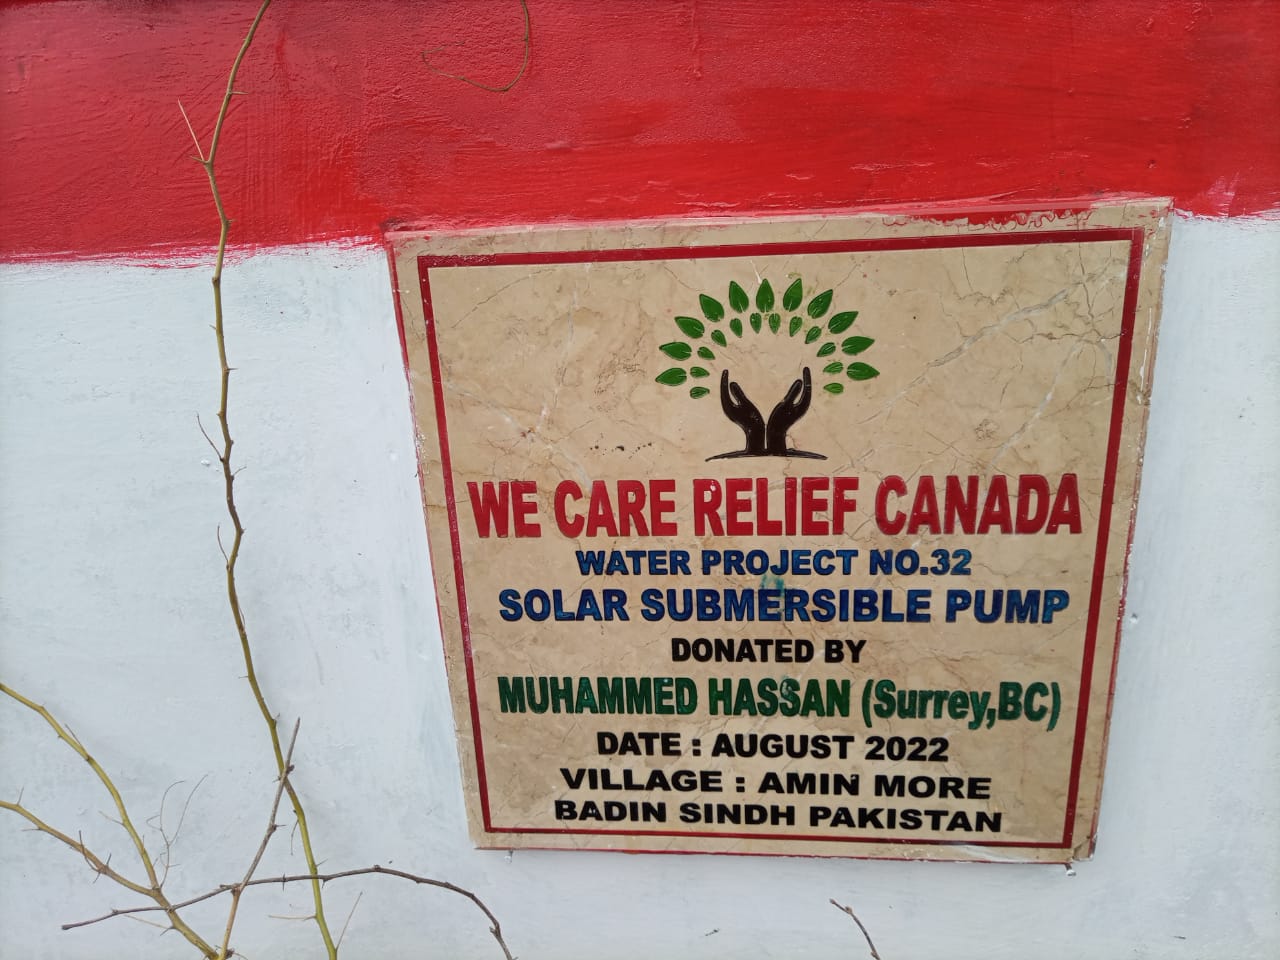 WE CARE RELIEF CANADA
WATER PROJECT NO.32
SOLAR SUBMERSIBLE PUMP
DONATED BY
MUHAMMED HASSAN (Surrey,BC)
DATE : AUGUST 2022
VILLAGE : AMIN MORE
BADIN SINDH PAKISTAN